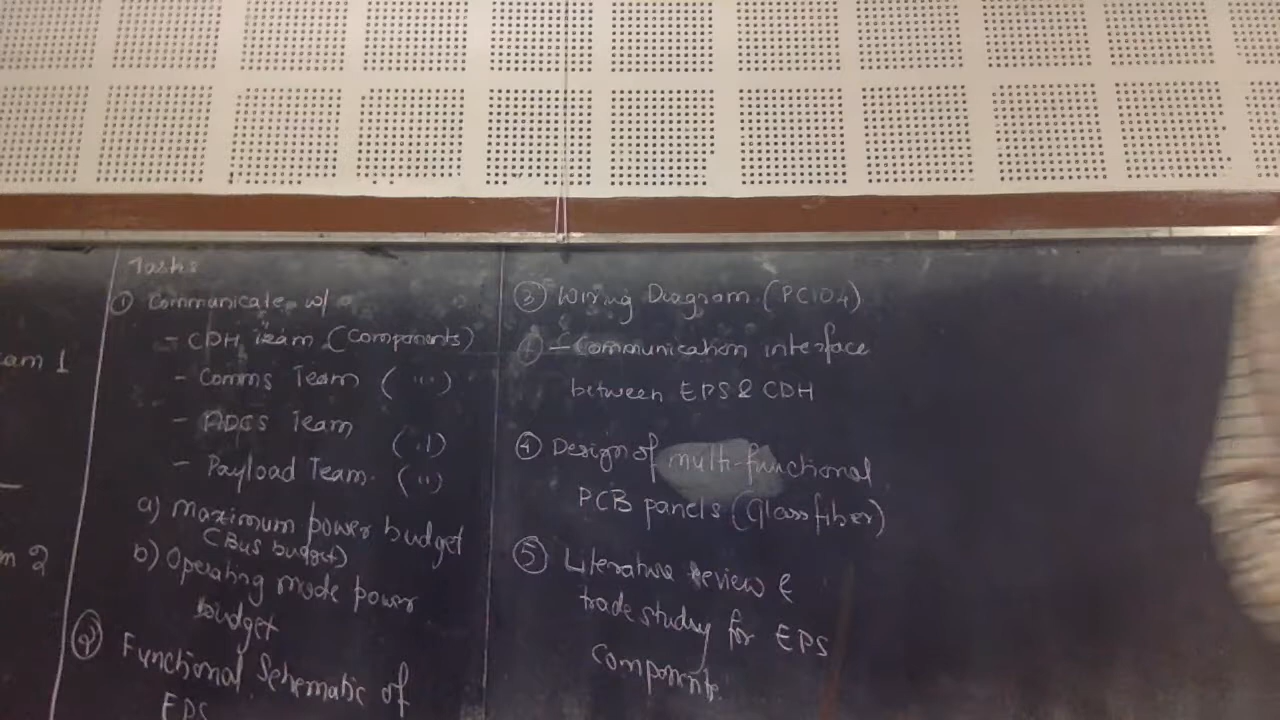 am 1
m 2
Tasks
① Communicate w/
- CDH Team (Components)
- Comms Team ( ''' )
- ADCS Team ( '' )
- Payload Team. ( '' )
a) Maximum power budget
(Bus budget)
b) Operating mode power
budget
② Functional Schematic of
EPS
③ Wiring Diagram. (PC104)
- Communication interface
between EPS & CDH
④ Design of multi-functional
PCB panels (Glass fiber)
⑤ Literature review &
trade study for EPS
Components.